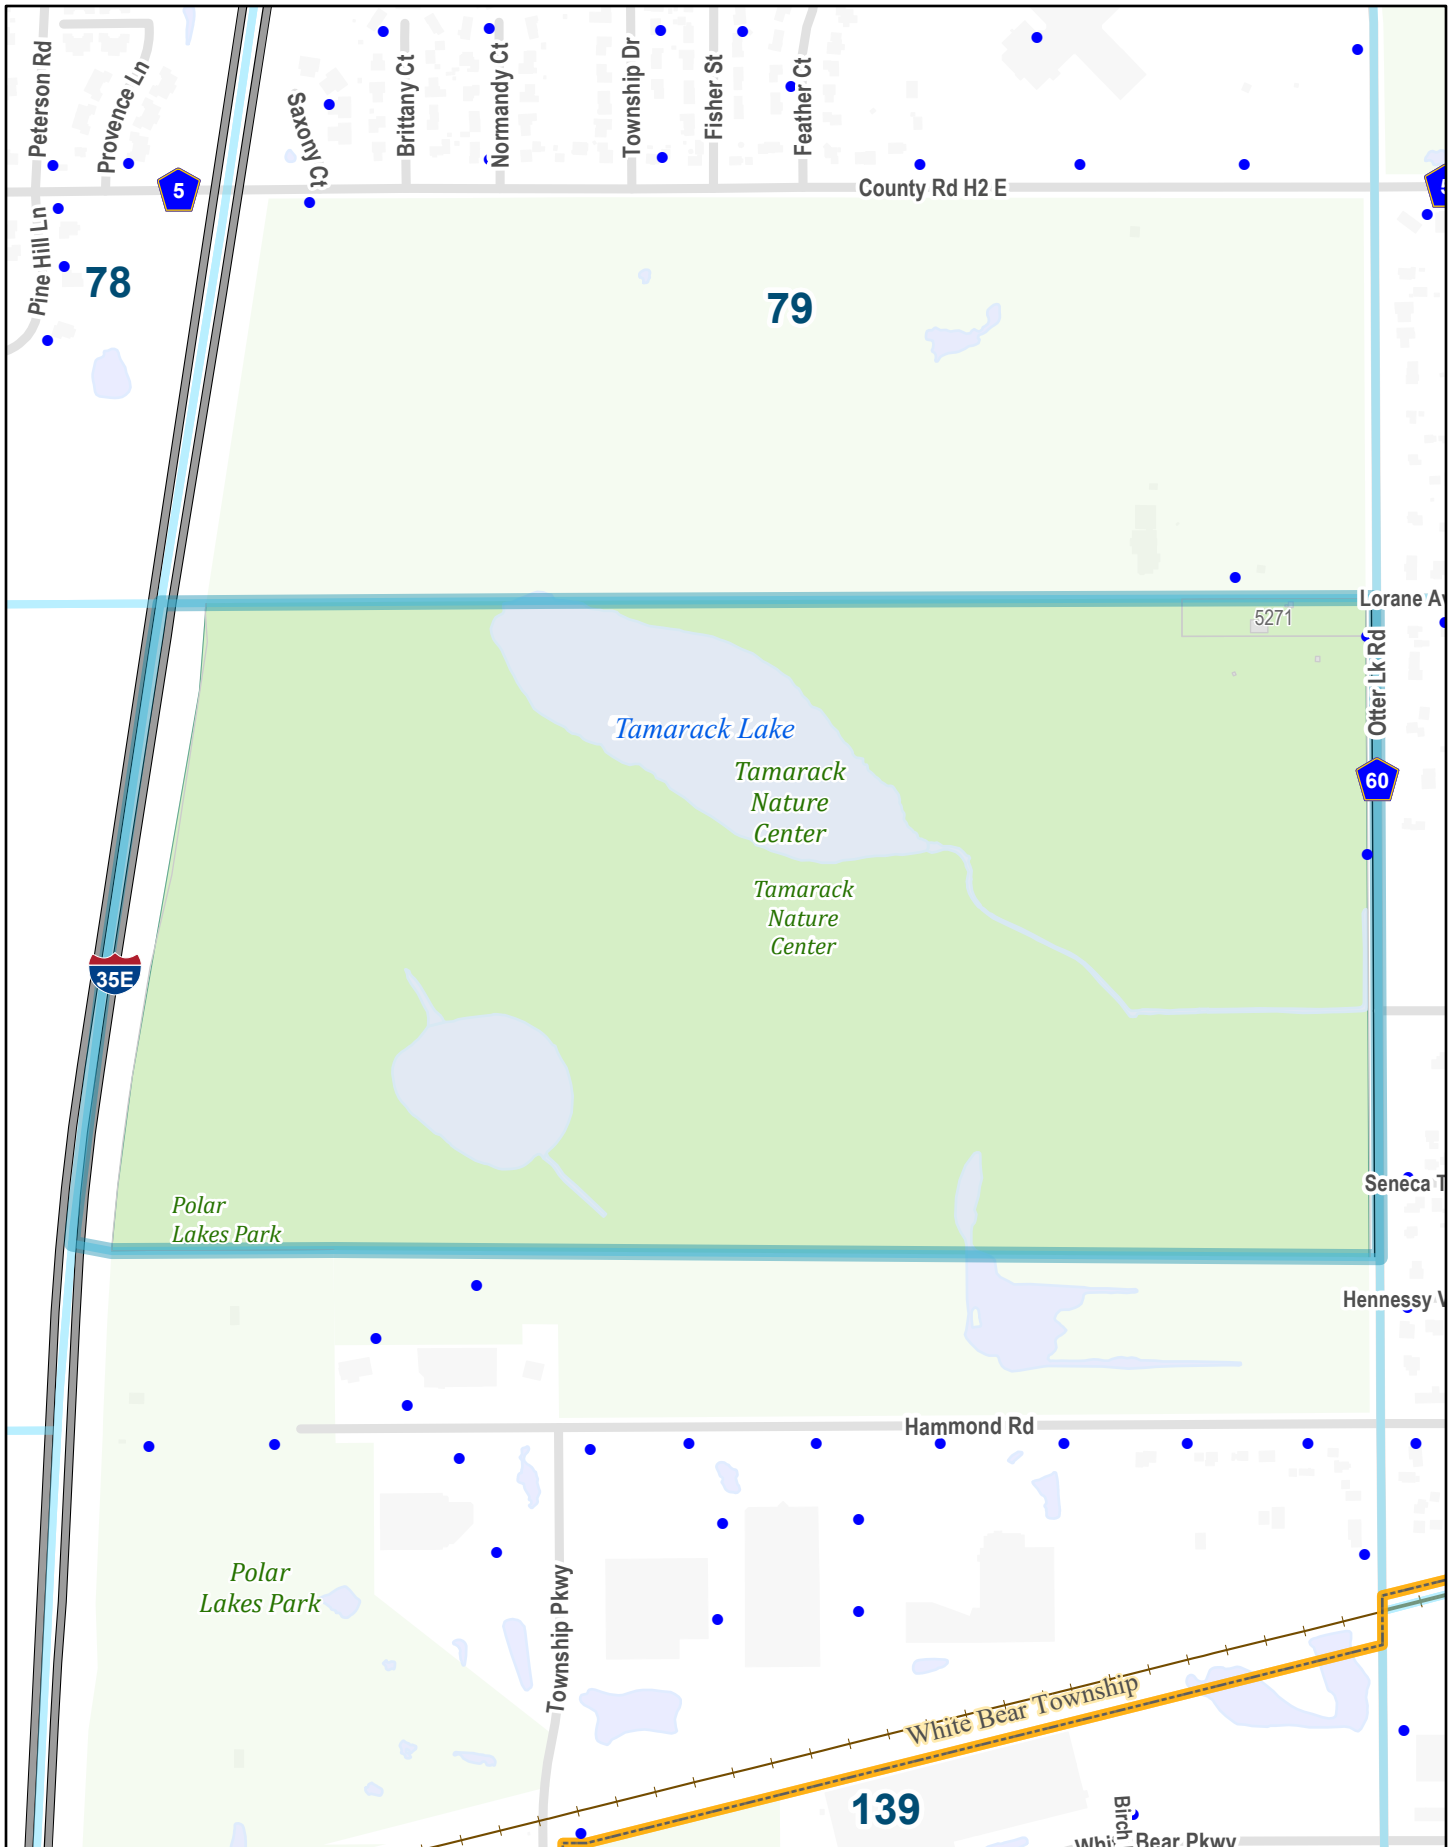 Peterson Rd
Provence Ln
Saxony Ct
Brittany Ct
Normandy Ct
Township Dr
Fisher St
Feather Ct
5
County Rd H2 E
5
Pine Hill Ln
78
79
Lorane Av
5271
Otter Lk Rd
Tamarack Lake
Tamarack
Nature
Center
60
Tamarack
Nature
Center
35E
Seneca T
Polar
Lakes Park
Hennessy V
Hammond Rd
Polar
Lakes Park
Township Pkwy
White Bear Township
139
Birch
White Bear Pkwy